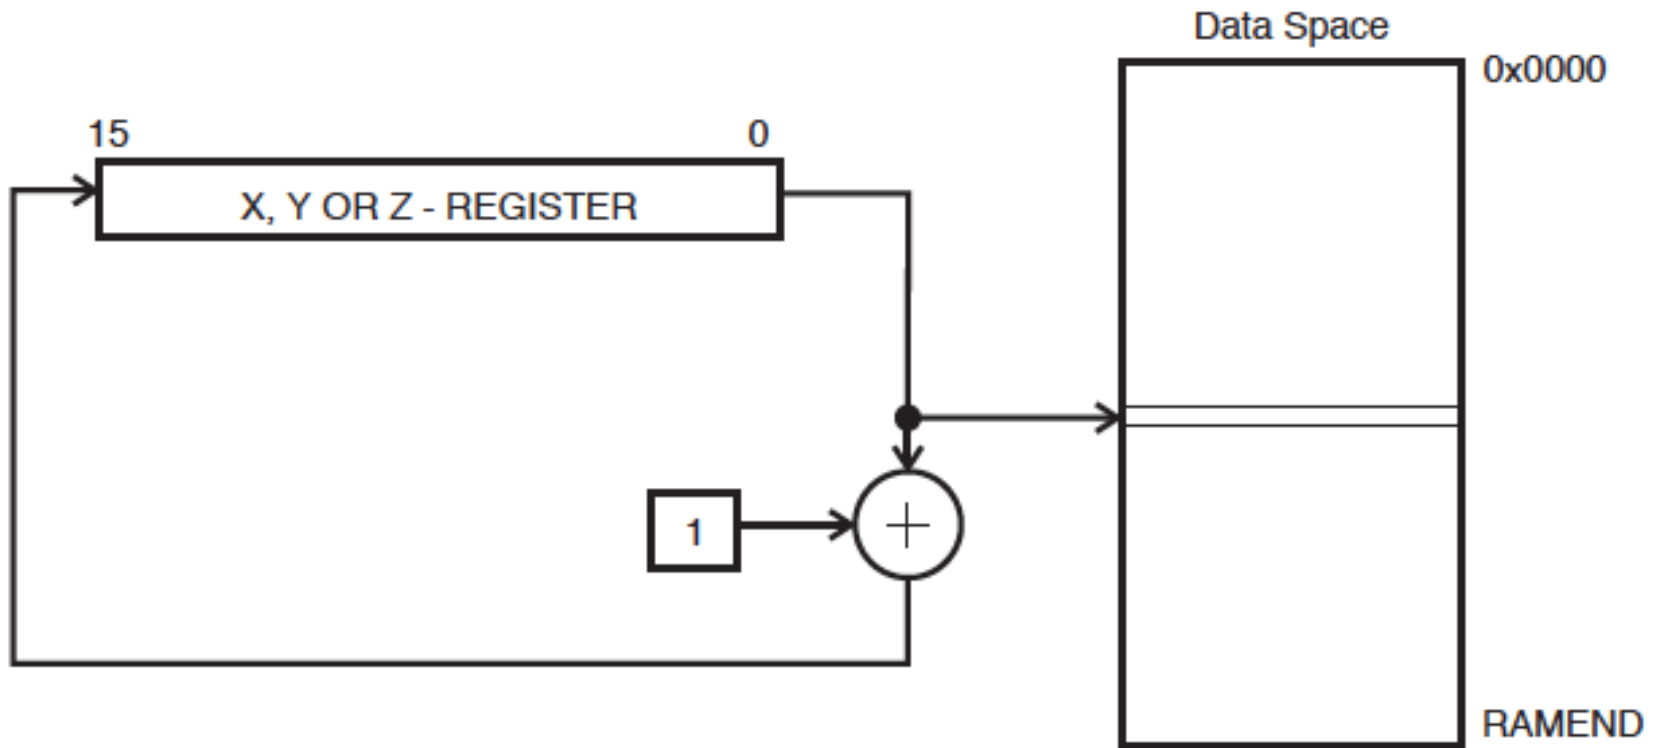 Data Space
0x0000
15 0
X, Y OR Z - REGISTER
1
+
RAMEND